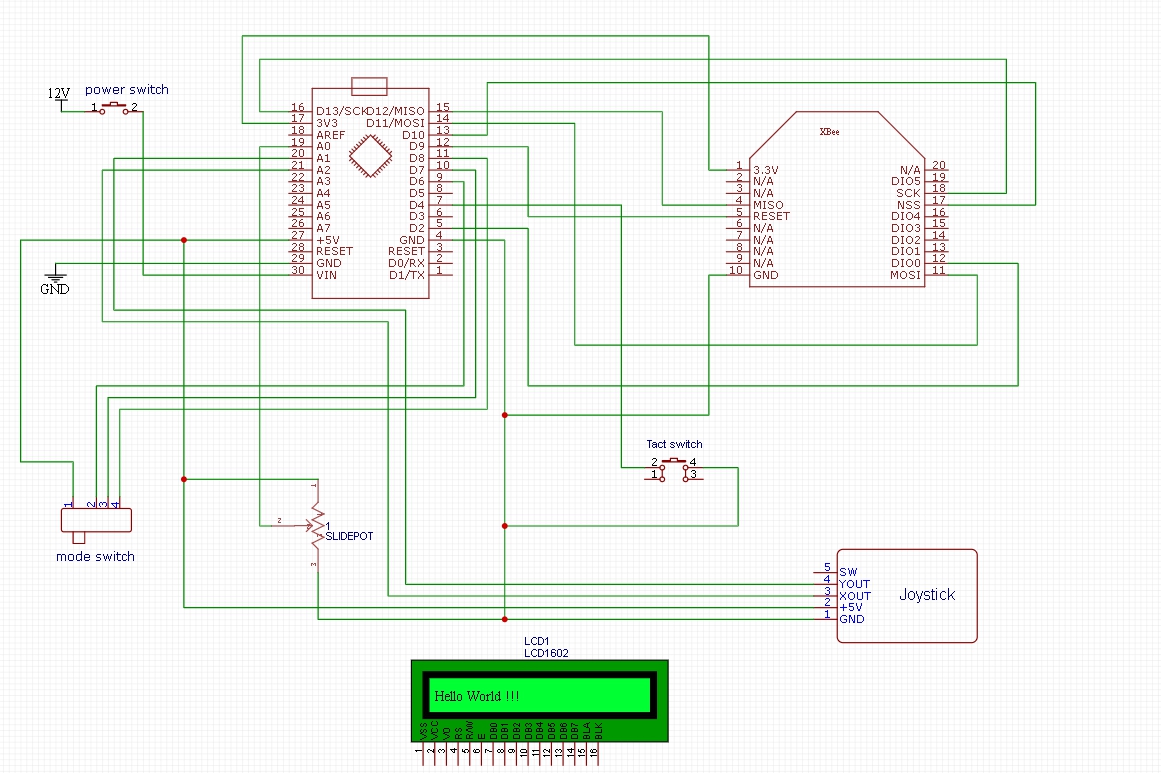 power switch
12V
1 2
16 D13/SCK D12/MISO 15
17 3V3 D11/MOSI 14
18 AREF D10 13
19 A0 D9 12
20 A1 D8 11
21 A2 D7 10
22 A3 D6 9
23 A4 D5 8
24 A5 D4 7
25 A6 D3 6
26 A7 D2 5
27 +5V GND 4
28 RESET RESET 3
29 GND D0/RX 2
30 VIN D1/TX 1
GND
XBee
1 3.3V N/A 20
2 N/A DIO5 19
3 N/A SCK 18
4 MISO NSS 17
5 RESET DIO4 16
6 N/A DIO3 15
7 N/A DIO2 14
8 N/A DIO1 13
9 N/A DIO0 12
10 GND MOSI 11
Tact switch
2 4
1 3
1 2 3 4
mode switch
1
2
1
SLIDEPOT
3
5 SW
4 YOUT
3 XOUT
2 +5V
1 GND
Joystick
LCD1
LCD1602
Hello World !!!
VSS VCC VO RS R/W E DB0 DB1 DB2 DB3 DB4 DB5 DB6 DB7 BLA BLK
1 2 3 4 5 6 7 8 9 10 11 12 13 14 15 16